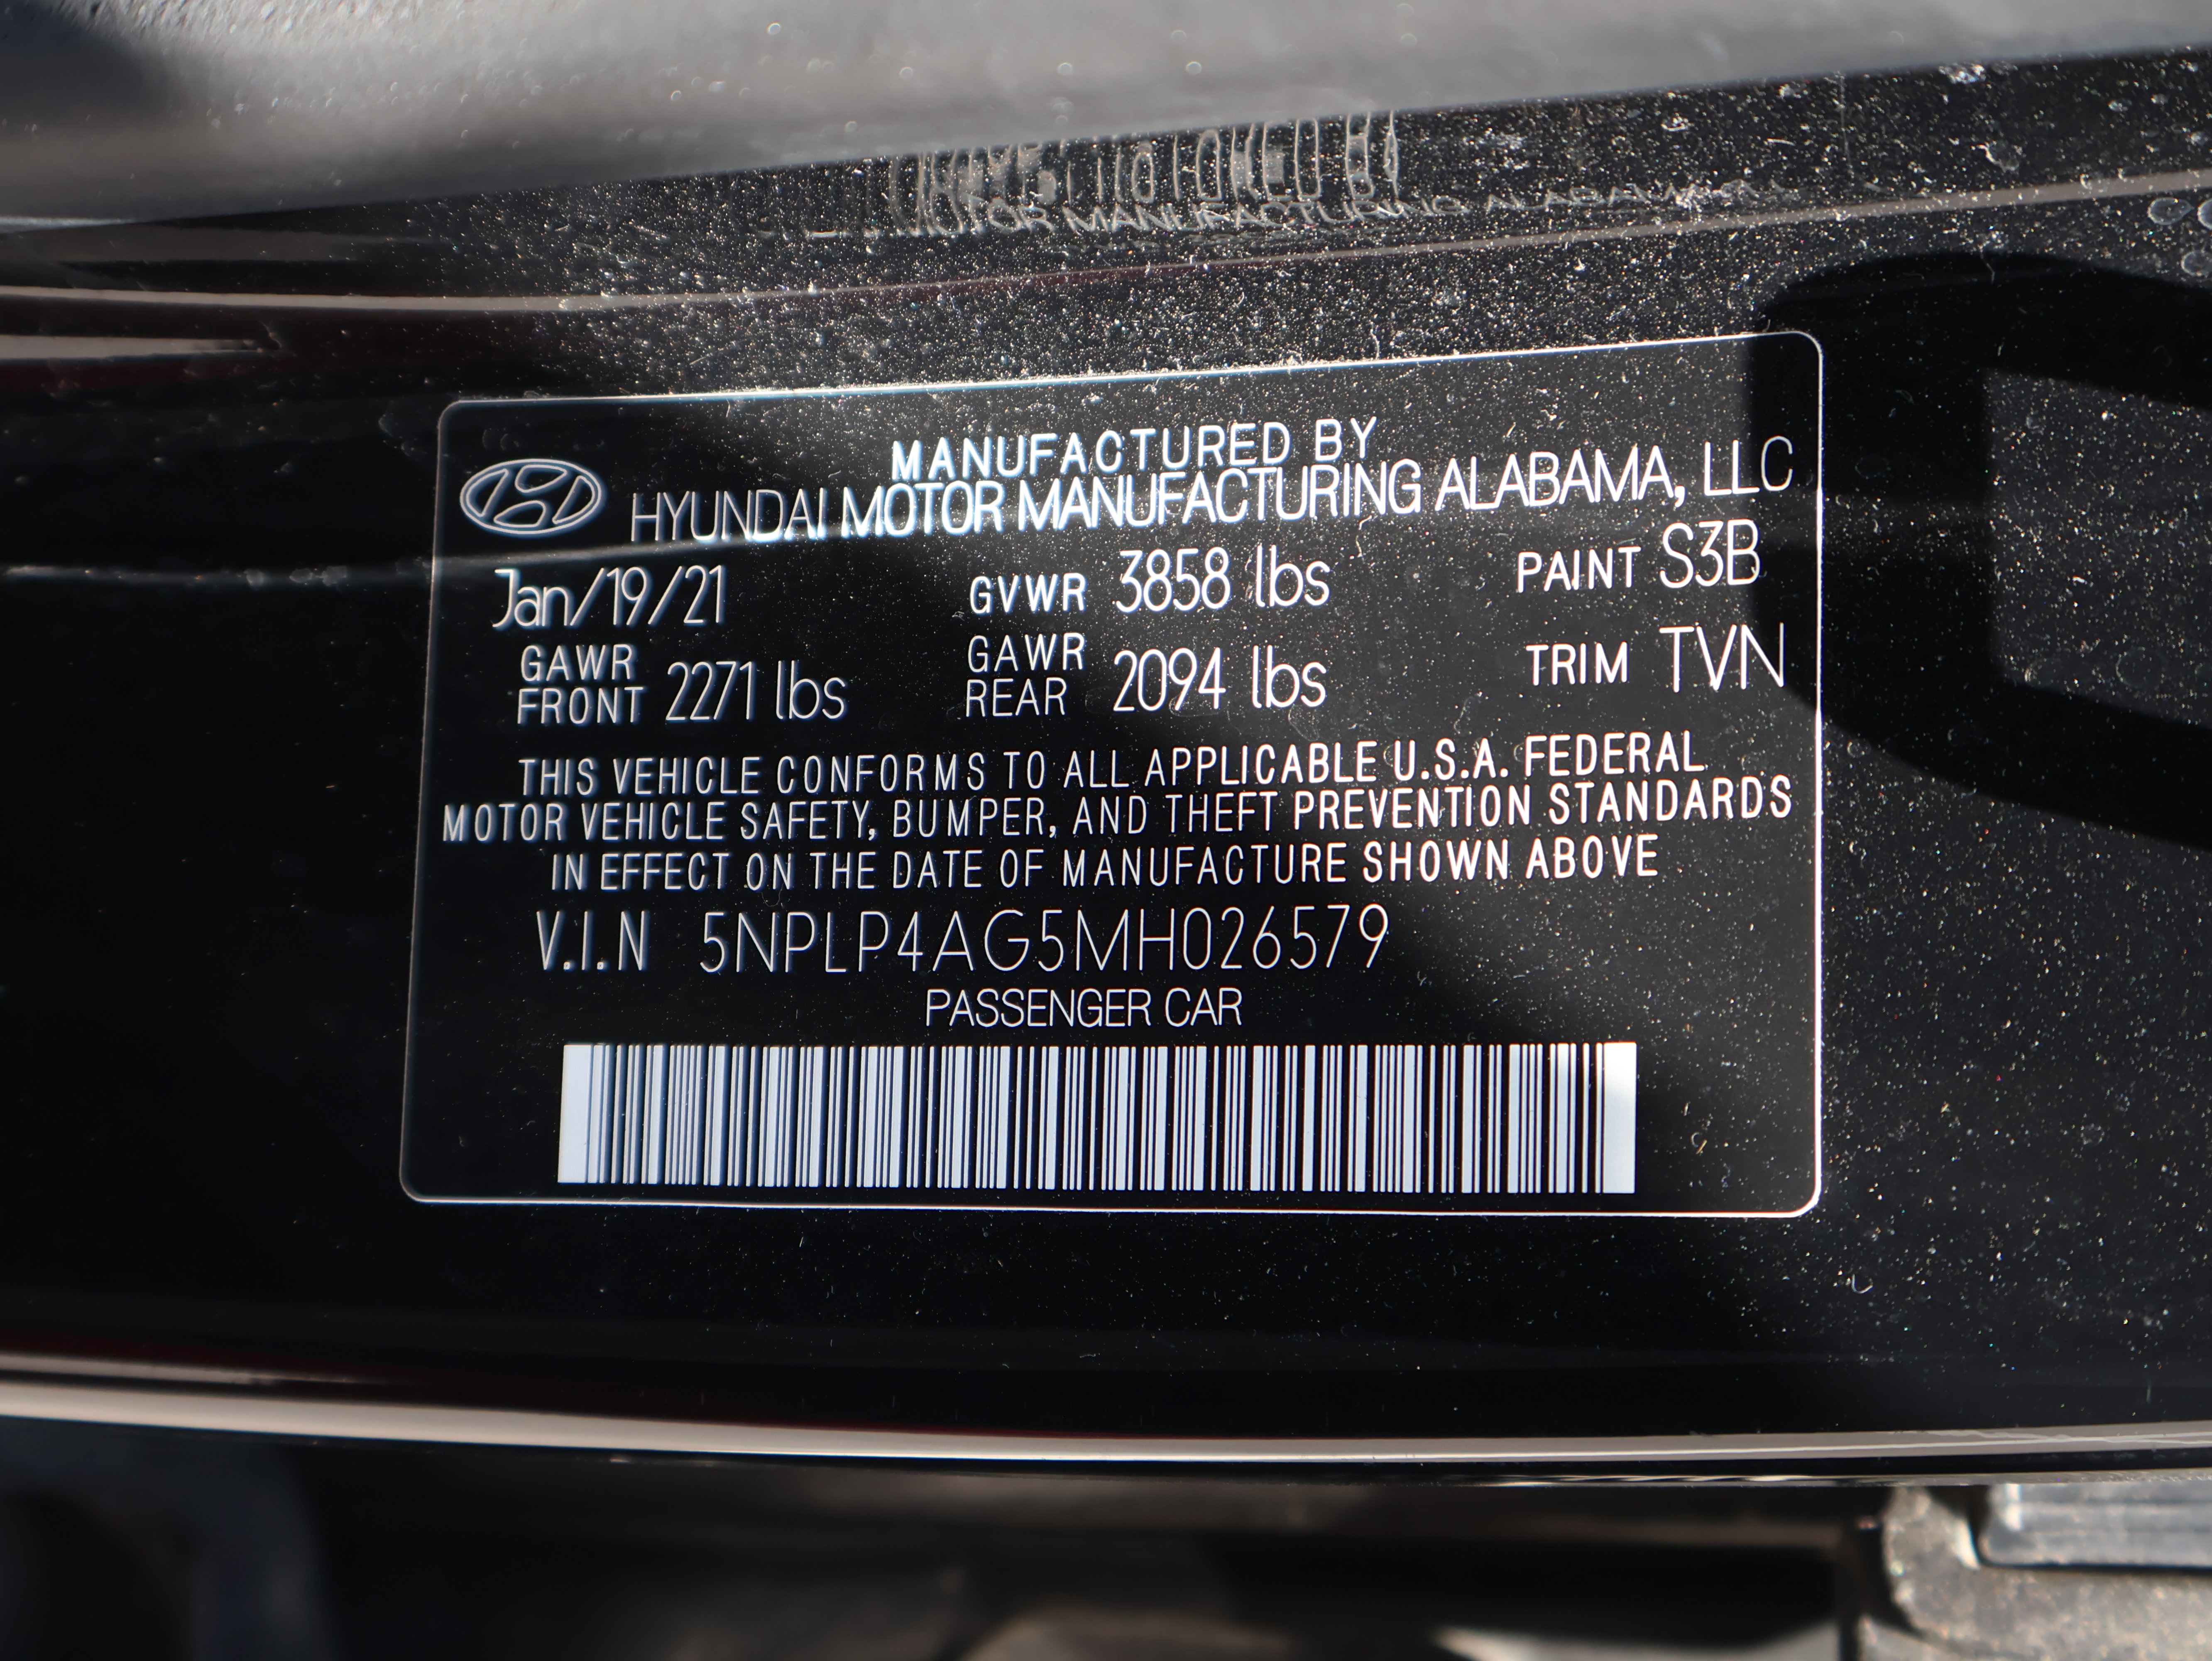 MANUFACTURED BY
HYUNDAI MOTOR MANUFACTURING ALABAMA, LLC
Jan/19/21 GVWR 3858 lbs PAINT S3B
GAWR FRONT 2271 lbs GAWR REAR 2094 lbs TRIM TVN
THIS VEHICLE CONFORMS TO ALL APPLICABLE U.S.A. FEDERAL
MOTOR VEHICLE SAFETY, BUMPER, AND THEFT PREVENTION STANDARDS
IN EFFECT ON THE DATE OF MANUFACTURE SHOWN ABOVE
V.I.N 5NPLP4AG5MH026579
PASSENGER CAR